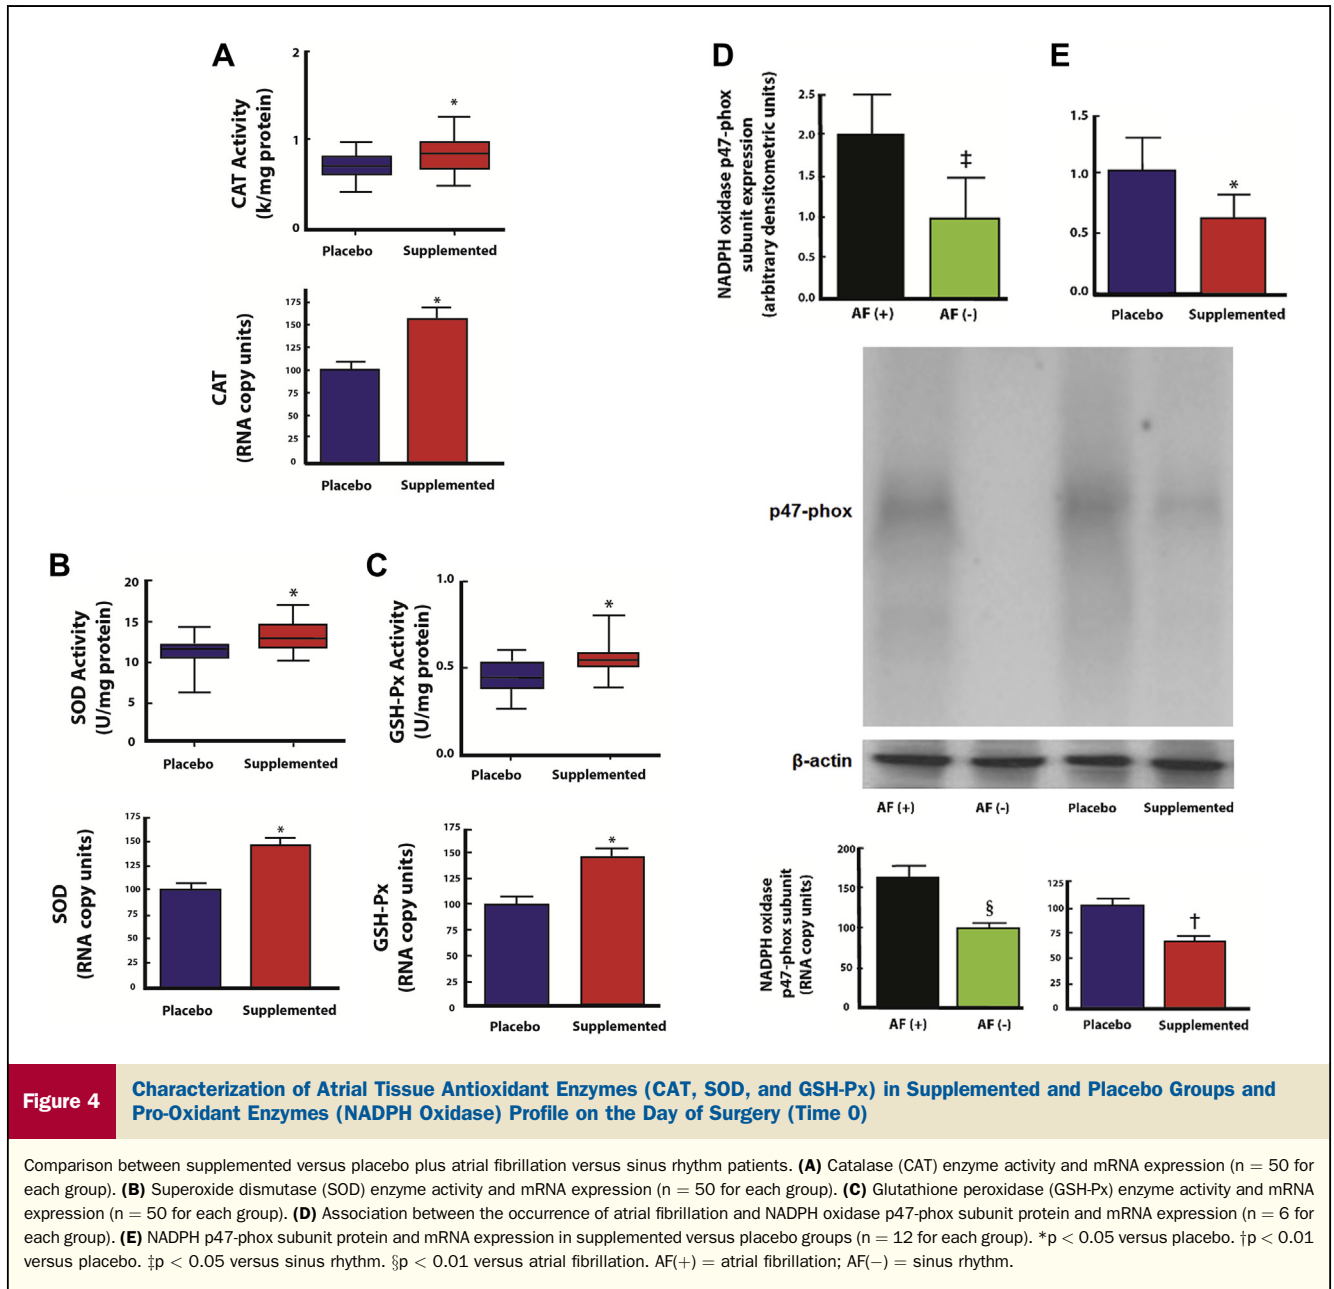 A
CAT Activity
(k/mg protein)
2
1
0
*
Placebo
Supplemented
CAT
(RNA copy units)
175
150
125
100
75
50
25
0
*
Placebo
Supplemented
B
SOD Activity
(U/mg protein)
20
15
10
5
0
*
Placebo
Supplemented
SOD
(RNA copy units)
175
150
125
100
75
50
25
0
*
Placebo
Supplemented
C
GSH-Px Activity
(U/mg protein)
1.0
0.5
0.0
*
Placebo
Supplemented
GSH-Px
(RNA copy units)
175
150
125
100
75
50
25
0
*
Placebo
Supplemented
D
NADPH oxidase p47-phox
subunit expression
(arbitrary densitometric units)
2.5
2.0
1.5
1.0
0.5
0.0
‡
AF (+)
AF (-)
E
1.5
1.0
0.5
0.0
*
Placebo
Supplemented
p47-phox
β-actin
AF (+)
AF (-)
Placebo
Supplemented
NADPH oxidase
p47-phox subunit
(RNA copy units)
200
150
100
50
0
§
AF (+)
AF (-)
125
100
75
50
25
0
†
Placebo
Supplemented
Figure 4
Characterization of Atrial Tissue Antioxidant Enzymes (CAT, SOD, and GSH-Px) in Supplemented and Placebo Groups and
Pro-Oxidant Enzymes (NADPH Oxidase) Profile on the Day of Surgery (Time 0)
Comparison between supplemented versus placebo plus atrial fibrillation versus sinus rhythm patients. (A) Catalase (CAT) enzyme activity and mRNA expression (n = 50 for
each group). (B) Superoxide dismutase (SOD) enzyme activity and mRNA expression (n = 50 for each group). (C) Glutathione peroxidase (GSH-Px) enzyme activity and mRNA
expression (n = 50 for each group). (D) Association between the occurrence of atrial fibrillation and NADPH oxidase p47-phox subunit protein and mRNA expression (n = 6 for
each group). (E) NADPH p47-phox subunit protein and mRNA expression in supplemented versus placebo groups (n = 12 for each group). *p < 0.05 versus placebo. †p < 0.01
versus placebo. ‡p < 0.05 versus sinus rhythm. §p < 0.01 versus atrial fibrillation. AF(+) = atrial fibrillation; AF(−) = sinus rhythm.